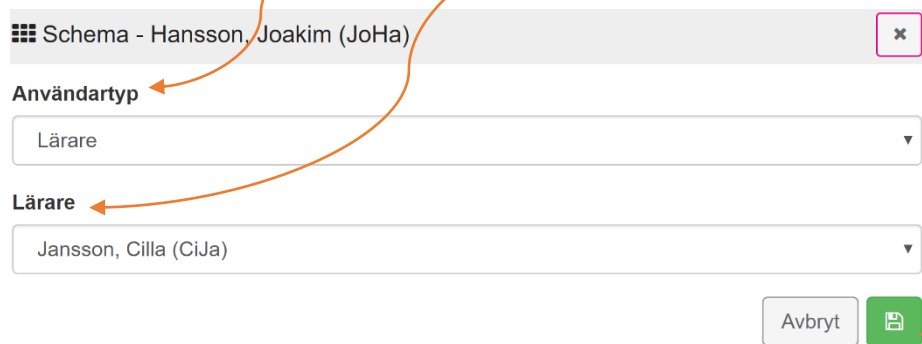 Schema - Hansson, Joakim (JoHa)
Användartyp
Lärare
Lärare
Jansson, Cilla (CiJa)
Avbryt